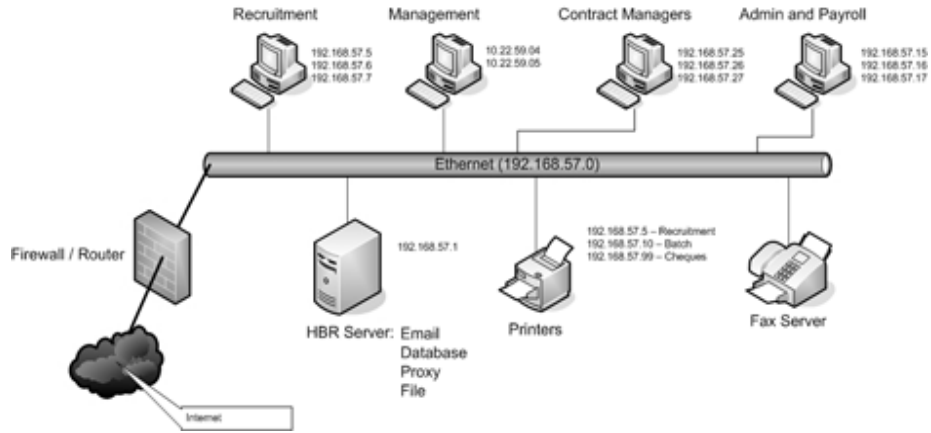 Recruitment
Management
Contract Managers
Admin and Payroll
192.168.57.5
192.168.57.6
192.168.57.7
10.22.59.04
10.22.59.05
192.168.57.25
192.168.57.26
192.168.57.27
192.168.57.15
192.168.57.16
192.168.57.17
Ethernet (192.168.57.0)
Firewall / Router
192.168.57.1
192.168.57.5 – Recruitment
192.168.57.10 – Batch
192.168.57.99 – Cheques
HBR Server: Email
Database
Proxy
File
Printers
Fax Server
Internet